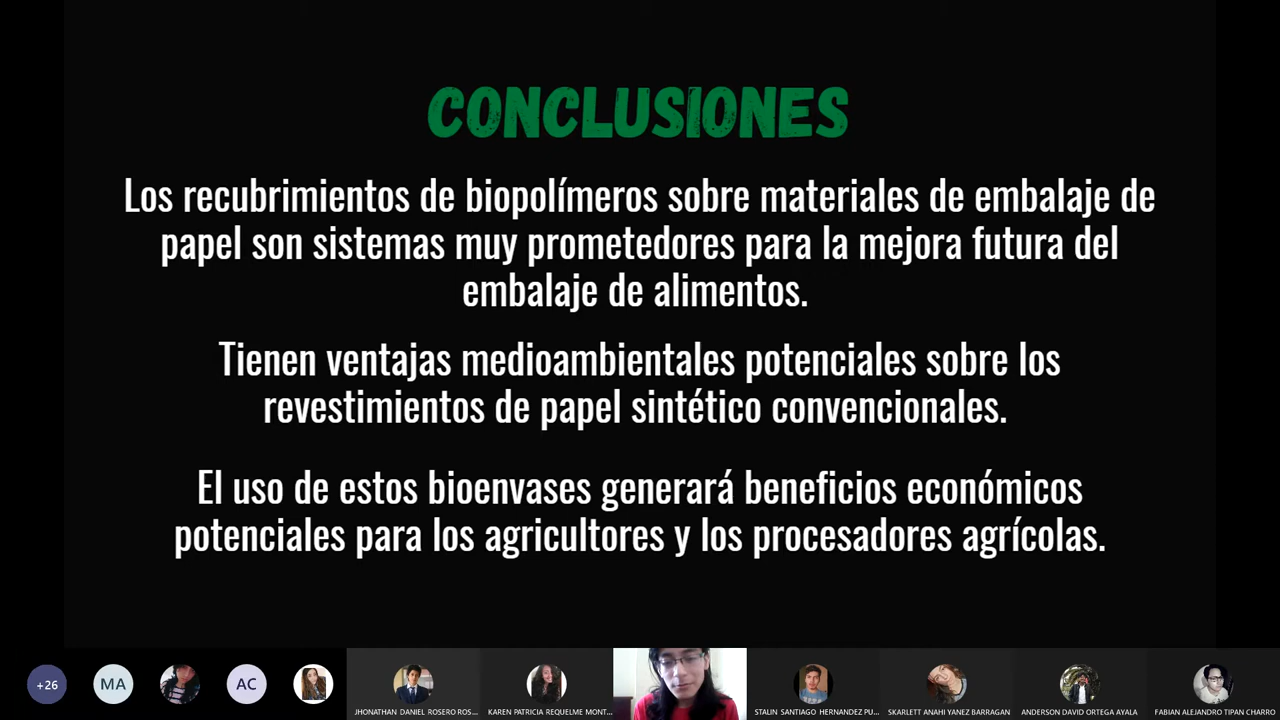 CONCLUSIONES
Los recubrimientos de biopolímeros sobre materiales de embalaje de
papel son sistemas muy prometedores para la mejora futura del
embalaje de alimentos.
Tienen ventajas medioambientales potenciales sobre los
revestimientos de papel sintético convencionales.
El uso de estos bioenvases generará beneficios económicos
potenciales para los agricultores y los procesadores agrícolas.
+26
MA
AC
JHONATHAN DANIEL ROSERO ROS...
KAREN PATRICIA REQUELME MONT...
STALIN SANTIAGO HERNANDEZ PU...
SKARLETT ANAHI YANEZ BARRAGAN
ANDERSON DAVID ORTEGA AYALA
FABIAN ALEJANDRO TIPAN CHARRO